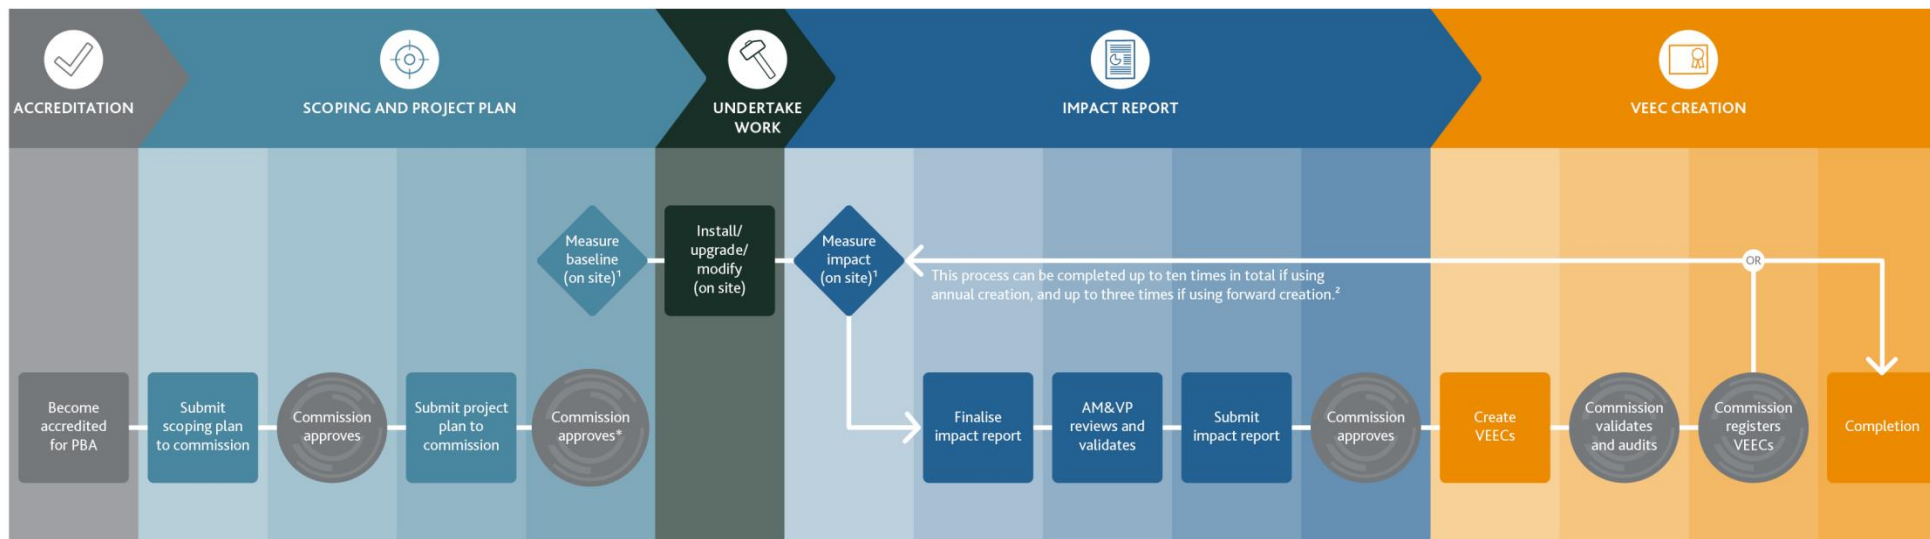 ACCREDITATION
SCOPING AND PROJECT PLAN
UNDERTAKE
WORK
IMPACT REPORT
VEEC CREATION
Measure
baseline
(on site)¹
Install/
upgrade/
modify
(on site)
Measure
impact
(on site)¹
OR
This process can be completed up to ten times in total if using
annual creation, and up to three times if using forward creation.²
Become
accredited
for PBA
Submit
scoping plan
to commission
Commission
approves
Submit project
plan to
commission
Commission
approves*
Finalise
impact report
AM&VP
reviews and
validates
Submit
impact report
Commission
approves
Create
VEECs
Commission
validates
and audits
Commission
registers
VEECs
Completion